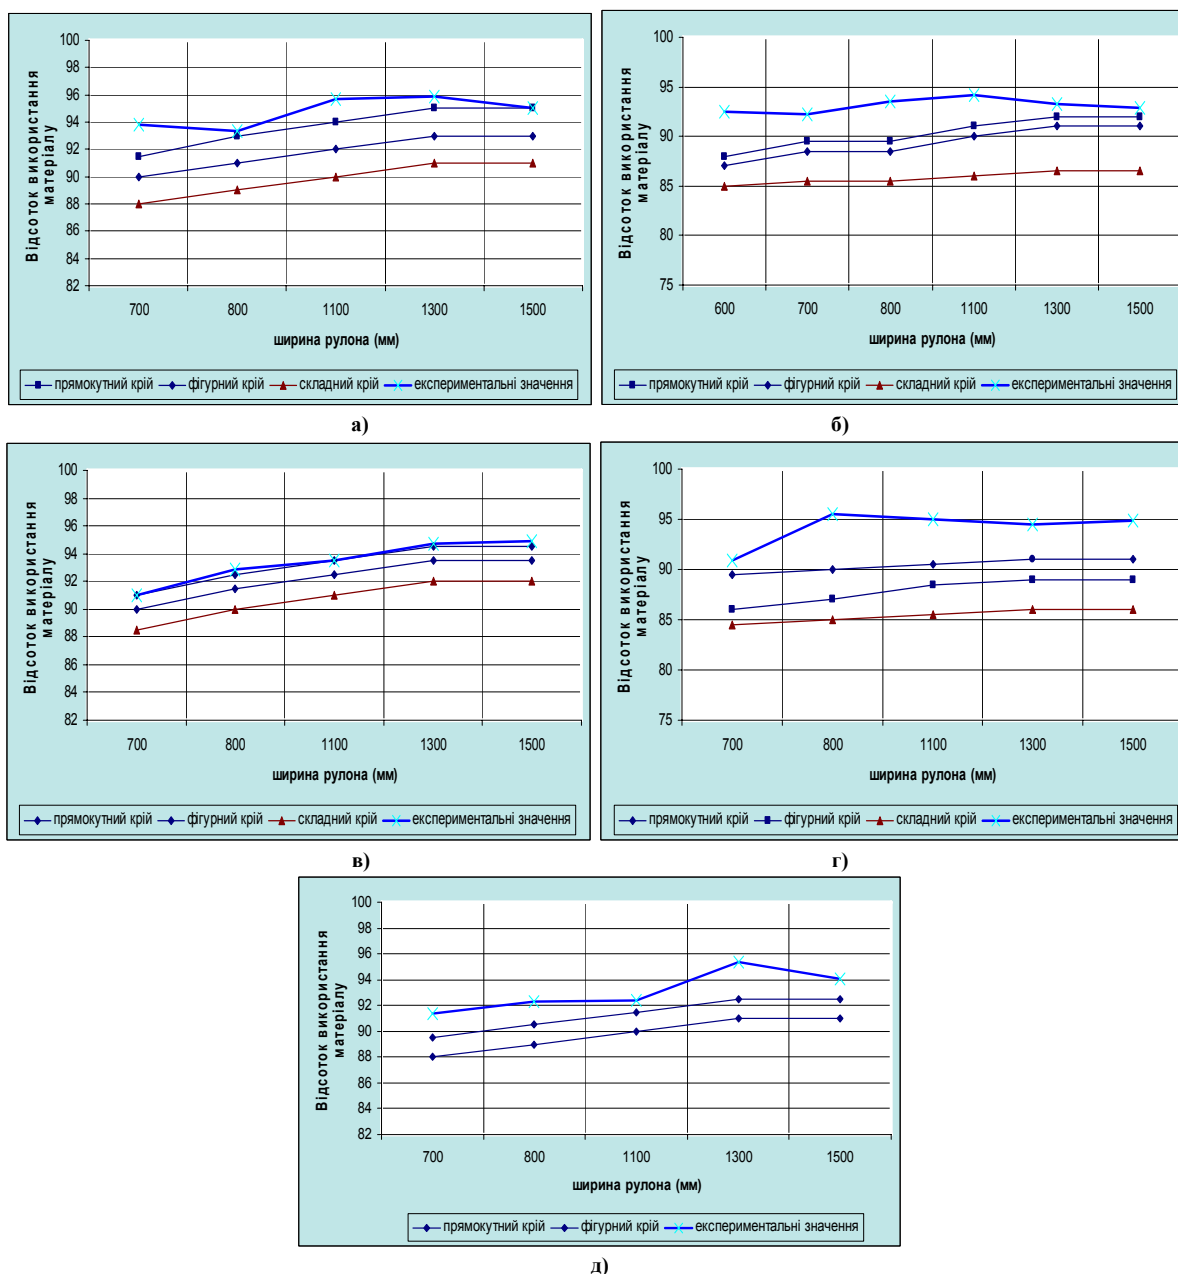 100
98
96
94
92
90
88
86
84
82
Відсоток використання
матеріалу
700 800 1100 1300 1500
ширина рулона (мм)
прямокутний крій фігурний крій складний крій експериментальні значення
а)
100
95
90
85
80
75
Відсоток використання
матеріалу
600 700 800 1100 1300 1500
ширина рулона (мм)
прямокутний крій фігурний крій складний крій експериментальні значення
б)
100
98
96
94
92
90
88
86
84
82
Відсоток використання
матеріалу
700 800 1100 1300 1500
ширина рулона (мм)
прямокутний крій фігурний крій складний крій експериментальні значення
в)
100
95
90
85
80
75
Відсоток використання
матеріалу
700 800 1100 1300 1500
ширина рулона (мм)
прямокутний крій фігурний крій складний крій експериментальні значення
г)
100
98
96
94
92
90
88
86
84
82
Відсоток використання
матеріалу
700 800 1100 1300 1500
ширина рулона (мм)
прямокутний крій фігурний крій експериментальні значення
д)